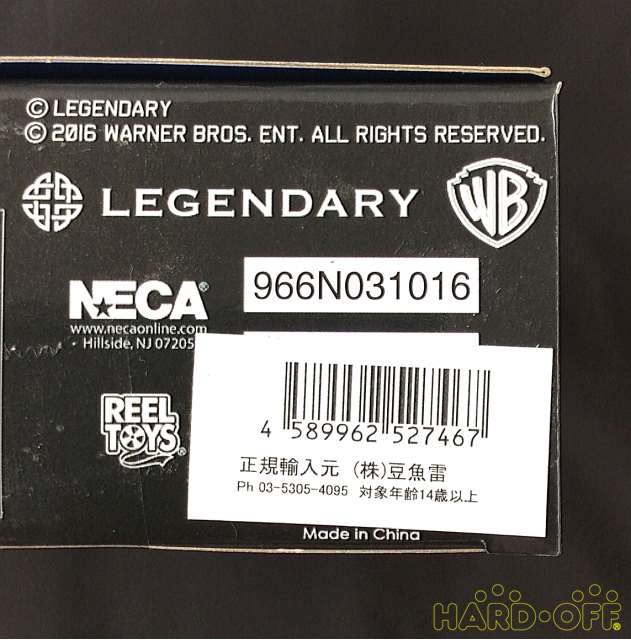 © LEGENDARY
© 2016 WARNER BROS. ENT. ALL RIGHTS RESERVED.
LEGENDARY
WB
NECA®
966N031016
www.necaonline.com
• Hillside, NJ 07205
REEL
TOYS®
4 589962 527467
正規輸入元 (株)豆魚雷
Ph 03-5305-4095 対象年齢14歳以上
Made in China
HARD・OFF